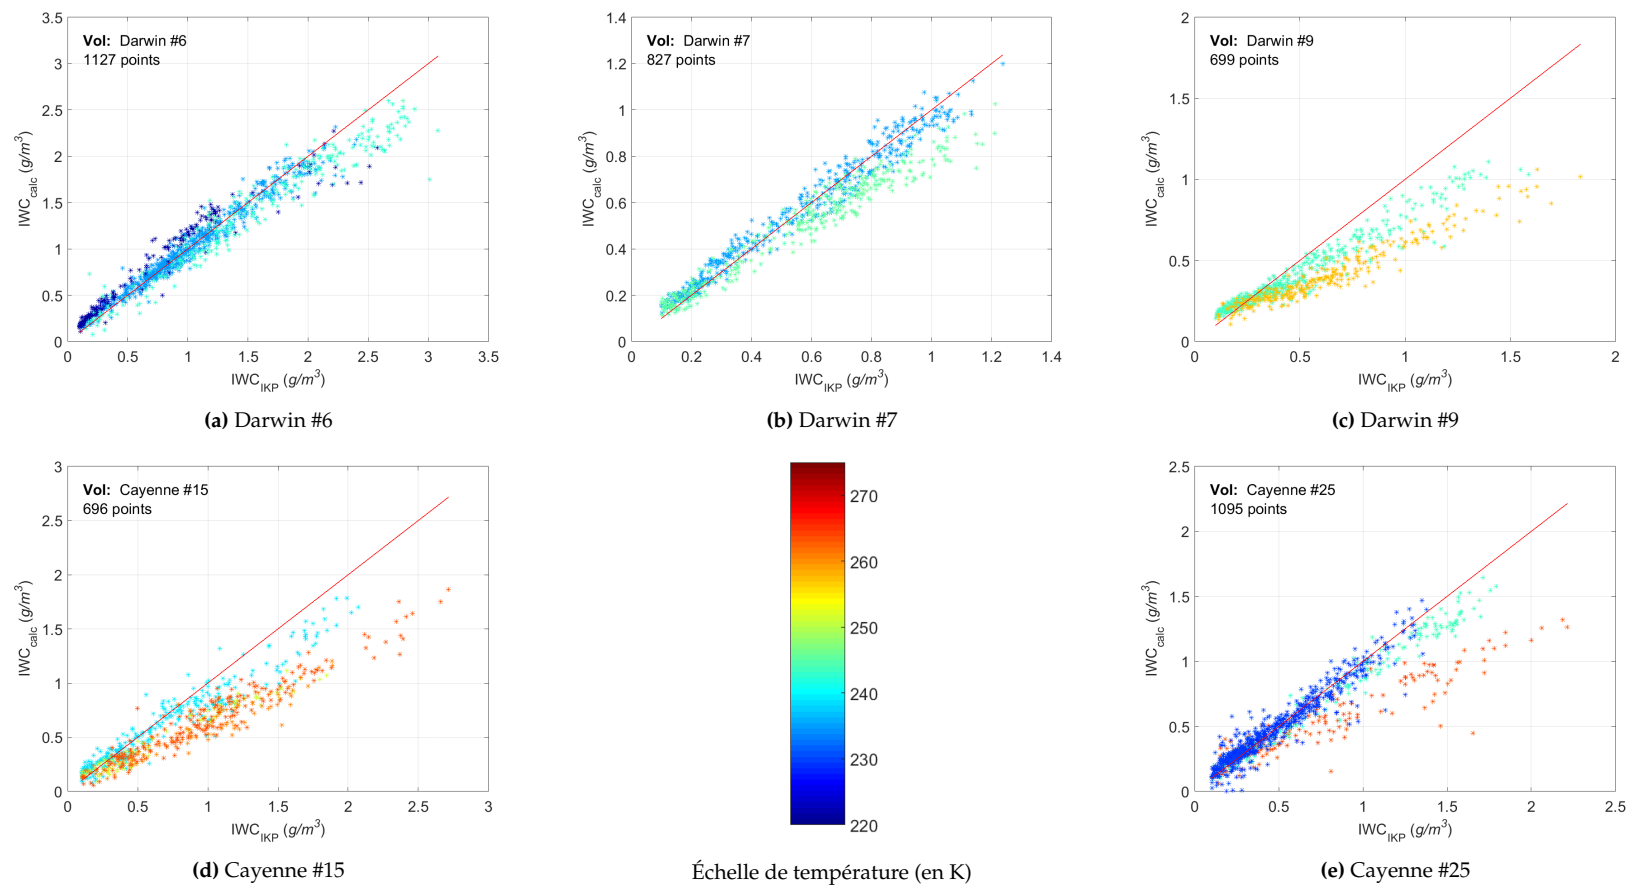 Vol: Darwin #6
1127 points
3.5
3
2.5
2
1.5
1
0.5
0
0 0.5 1 1.5 2 2.5 3 3.5
IWCcalc (g/m3)
IWCIKP (g/m3)
(a) Darwin #6
Vol: Darwin #7
827 points
1.4
1.2
1
0.8
0.6
0.4
0.2
0
0 0.2 0.4 0.6 0.8 1 1.2 1.4
IWCcalc (g/m3)
IWCIKP (g/m3)
(b) Darwin #7
Vol: Darwin #9
699 points
2
1.5
1
0.5
0
0 0.5 1 1.5 2
IWCcalc (g/m3)
IWCIKP (g/m3)
(c) Darwin #9
Vol: Cayenne #15
696 points
3
2.5
2
1.5
1
0.5
0
0 0.5 1 1.5 2 2.5 3
IWCcalc (g/m3)
IWCIKP (g/m3)
(d) Cayenne #15
270
260
250
240
230
220
Échelle de température (en K)
Vol: Cayenne #25
1095 points
2.5
2
1.5
1
0.5
0
0 0.5 1 1.5 2 2.5
IWCcalc (g/m3)
IWCIKP (g/m3)
(e) Cayenne #25